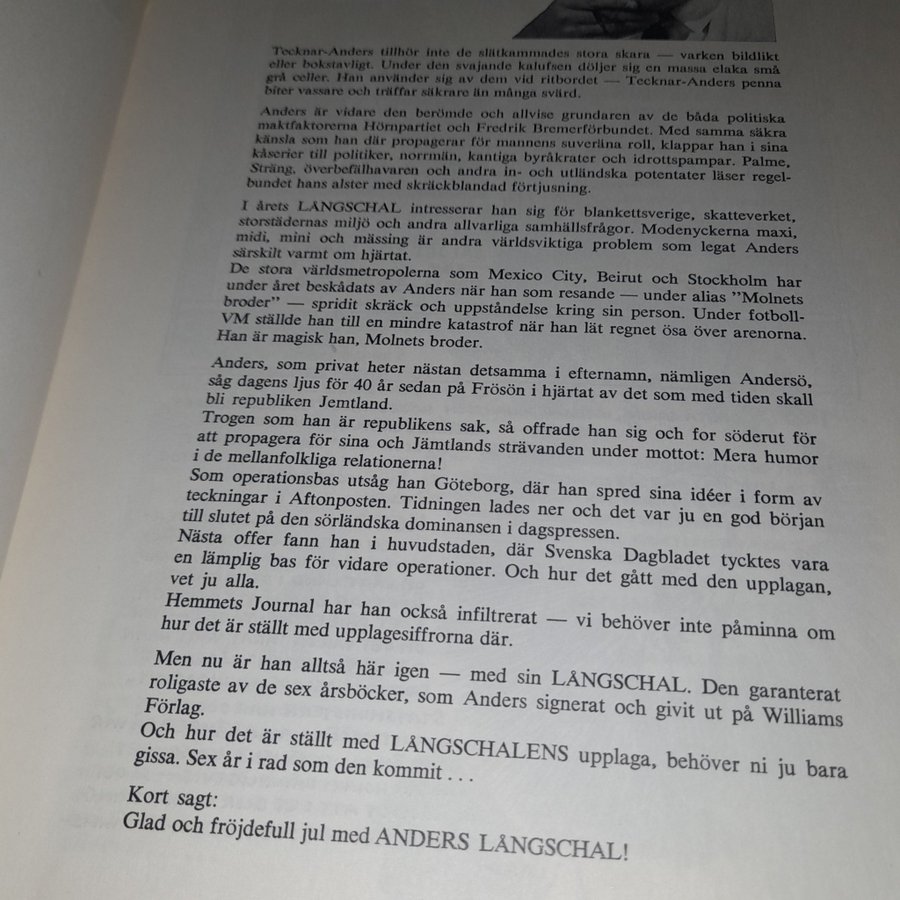 Tecknar-Anders tillhör inte de slätkammades stora skara — varken bildlikt
eller bokstavligt. Under den svajande kalufsen döljer sig en massa elaka små
grå celler. Han använder sig av dem vid ritbordet — Tecknar-Anders penna
biter vassare och träffar säkrare än många svärd.
Anders är vidare den berömde och allvise grundaren av de båda politiska
maktfaktorerna Hörnpartiet och Fredrik Bremerförbundet. Med samma säkra
känsla som han där propagerar för mannens suveräna roll, klappar han i sina
kåserier till politiker, norrmän, kantiga byråkrater och idrottspampar. Palme,
Sträng, överbefälhavaren och andra in- och utländska potentater läser regel-
bundet hans alster med skräckblandad förtjusning.
I årets LÅNGSCHAL intresserar han sig för blankettsverige, skatteverket,
storstädernas miljö och andra allvarliga samhällsfrågor. Modenyckerna maxi,
midi, mini och mässing är andra världsviktiga problem som legat Anders
särskilt varmt om hjärtat.
De stora världsmetropolerna som Mexico City, Beirut och Stockholm har
under året beskådats av Anders när han som resande — under alias ”Molnets
broder” — spridit skräck och uppståndelse kring sin person. Under fotboll-
VM ställde han till en mindre katastrof när han lät regnet ösa över arenorna.
Han är magisk han, Molnets broder.
Anders, som privat heter nästan detsamma i efternamn, nämligen Andersö,
såg dagens ljus för 40 år sedan på Frösön i hjärtat av det som med tiden skall
bli republiken Jemtland.
Trogen som han är republikens sak, så offrade han sig och for söderut för
att propagera för sina och Jämtlands strävanden under mottot: Mera humor
i de mellanfolkliga relationerna!
Som operationsbas utsåg han Göteborg, där han spred sina idéer i form av
teckningar i Aftonposten. Tidningen lades ner och det var ju en god början
till slutet på den sörländska dominansen i dagspressen.
Nästa offer fann han i huvudstaden, där Svenska Dagbladet tycktes vara
en lämplig bas för vidare operationer. Och hur det gått med den upplagan,
vet ju alla.
Hemmets Journal har han också infiltrerat — vi behöver inte påminna om
hur det är ställt med upplagesiffrorna där.
Men nu är han alltså här igen — med sin LÅNGSCHAL. Den garanterat
roligaste av de sex årsböcker, som Anders signerat och givit ut på Williams
Förlag.
Och hur det är ställt med LÅNGSCHALENS upplaga, behöver ni ju bara
gissa. Sex år i rad som den kommit . . .
Kort sagt:
Glad och fröjdefull jul med ANDERS LÅNGSCHAL!